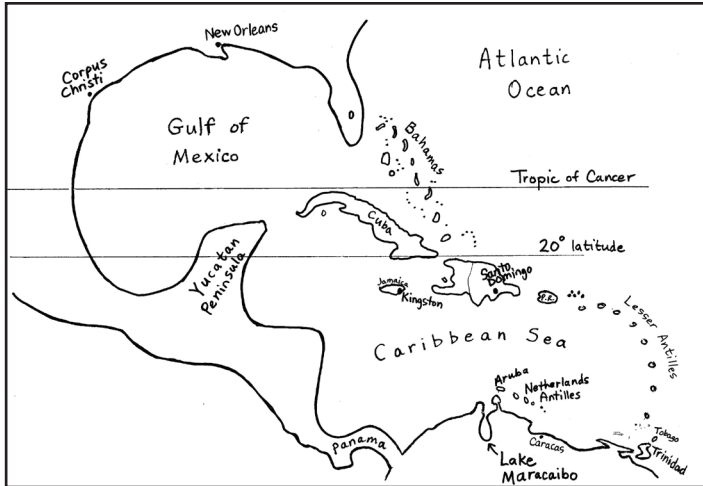 New Orleans
Atlantic
Ocean
Corpus
Christi
Gulf of
Mexico
Bahamas
Tropic of Cancer
Cuba
20° latitude
Yucatan
Peninsula
Jamaica
Kingston
Santo
Domingo
P.R.
Lesser
Antilles
Caribbean Sea
Aruba
Netherlands
Antilles
Panama
Caracas
Tobago
Trinidad
Lake
Maracaibo